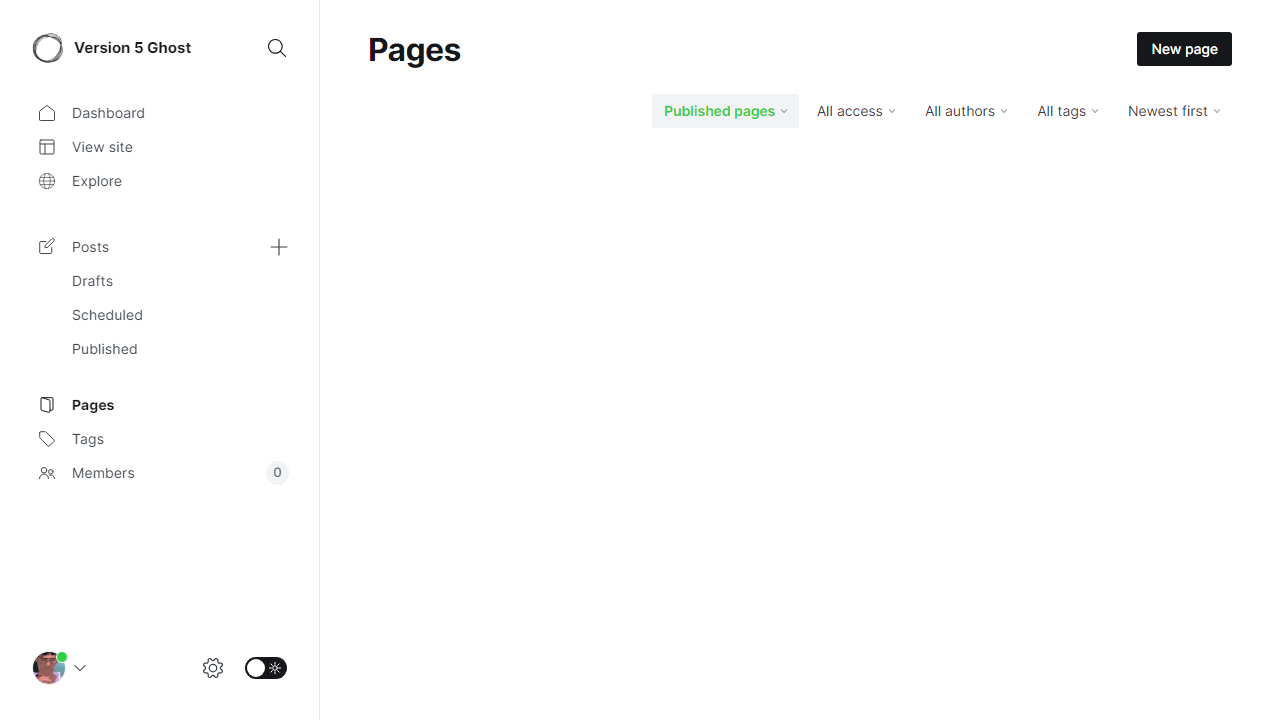 Version 5 Ghost
Dashboard
View site
Explore
Posts
Drafts
Scheduled
Published
Pages
Tags
Members 0
Pages
New page
Published pages All access All authors All tags Newest first